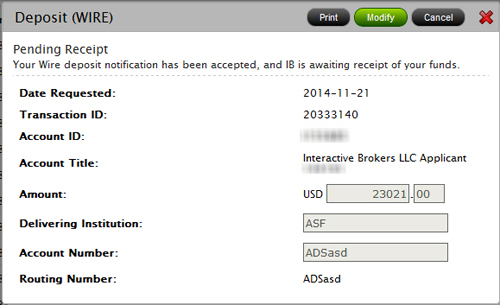 Deposit (WIRE) Print Modify Cancel
Pending Receipt
Your Wire deposit notification has been accepted, and IB is awaiting receipt of your funds.
Date Requested: 2014-11-21
Transaction ID: 20333140
Account ID:
Account Title: Interactive Brokers LLC Applicant
Amount: USD 23021.00
Delivering Institution: ASF
Account Number: ADSasd
Routing Number: ADSasd